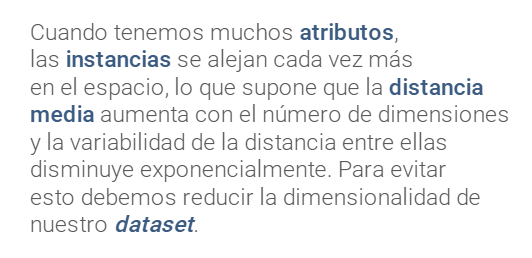 Cuando tenemos muchos atributos,
las instancias se alejan cada vez más
en el espacio, lo que supone que la distancia
media aumenta con el número de dimensiones
y la variabilidad de la distancia entre ellas
disminuye exponencialmente. Para evitar
esto debemos reducir la dimensionalidad de
nuestro dataset.